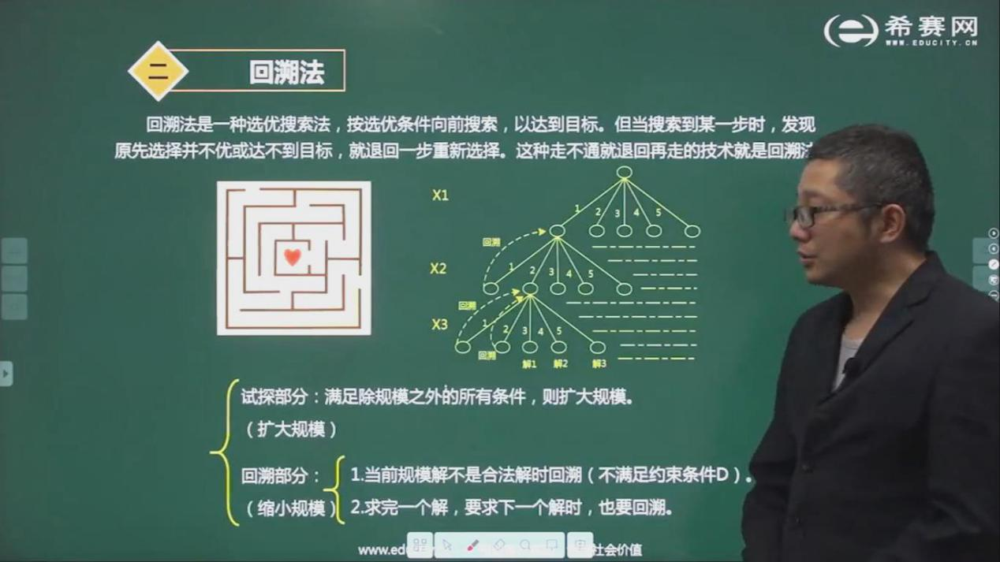 希赛网
WWW.EDUCITY.CN
二 回溯法
回溯法是一种选优搜索法，按选优条件向前搜索，以达到目标。但当搜索到某一步时，发现
原先选择并不优或达不到目标，就退回一步重新选择。这种走不通就退回再走的技术就是回溯法
X1
1 2 3 4 5
回溯
X2
1 2 3 4 5
回溯
X3
1 2 3 4 5
回溯
解1 解2 解3
试探部分：满足除规模之外的所有条件，则扩大规模。
（扩大规模）
回溯部分：
1.当前规模解不是合法解时回溯（不满足约束条件D）。
（缩小规模）
2.求完一个解，要求下一个解时，也要回溯。
www.edu
社会价值